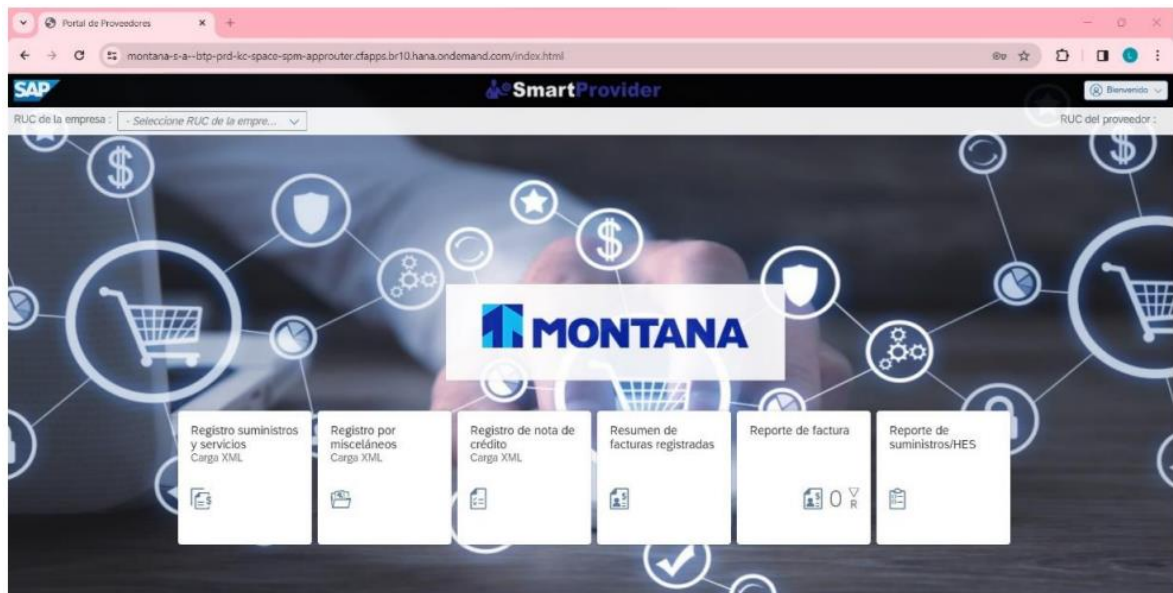 Portal de Proveedores
montana-s-a--btp-prd-kc-space-spm-approuter.cfapps.br10.hana.ondemand.com/index.html
SAP
SmartProvider
Bienvenido
RUC de la empresa :
- Seleccione RUC de la empre...
RUC del proveedor :
MONTANA
Registro suministros
y servicios
Carga XML
Registro por
misceláneos
Carga XML
Registro de nota de
crédito
Carga XML
Resumen de
facturas registradas
Reporte de factura
0
R
Reporte de
suministros/HES